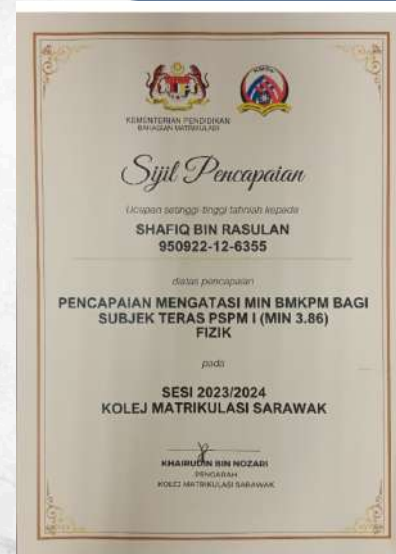 KEMENTERIAN PENDIDIKAN
BAHAGIAN MATRIKULASI
Sijil Pencapaian
Ucapan setinggi-tinggi tahniah kepada
SHAFIQ BIN RASULAN
950922-12-6355
diatas pencapaian
PENCAPAIAN MENGATASI MIN BMKPM BAGI
SUBJEK TERAS PSPM I (MIN 3.86)
FIZIK
pada
SESI 2023/2024
KOLEJ MATRIKULASI SARAWAK
KHAIRUDIN BIN NOZARI
PENGARAH
KOLEJ MATRIKULASI SARAWAK